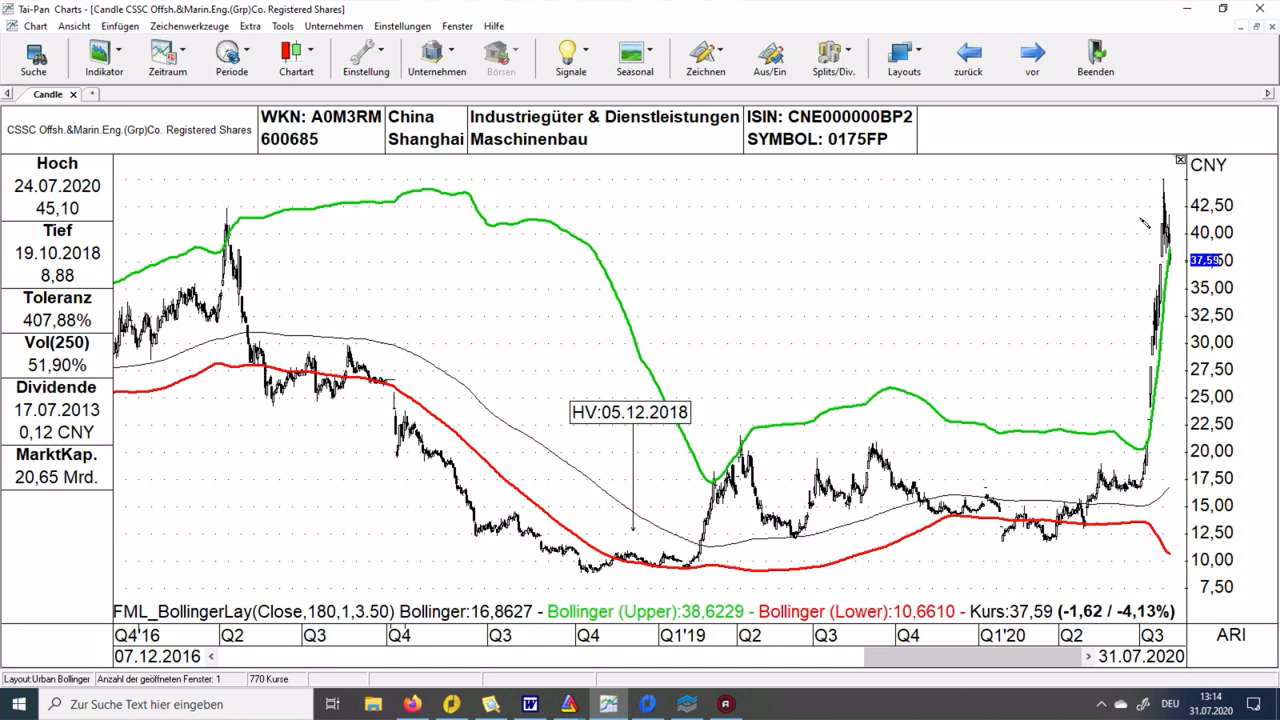 Tai-Pan Charts - [Candle CSSC Offsh.&Marin.Eng.(Grp)Co. Registered Shares]
Chart Ansicht Einfügen Zeichenwerkzeuge Extra Tools Unternehmen Einstellungen Fenster Hilfe
Suche Indikator Zeitraum Periode Chartart Einstellung Unternehmen Börsen Signale Seasonal Zeichnen Aus/Ein Splits/Div. Layouts zurück vor Beenden
Candle
CSSC Offsh.&Marin.Eng.(Grp)Co. Registered Shares
WKN: A0M3RM
600685
China
Shanghai
Industriegüter & Dienstleistungen
Maschinenbau
ISIN: CNE000000BP2
SYMBOL: 0175FP
Hoch
24.07.2020
45,10
Tief
19.10.2018
8,88
Toleranz
407,88%
Vol(250)
51,90%
Dividende
17.07.2013
0,12 CNY
MarktKap.
20,65 Mrd.
HV:05.12.2018
CNY
42,50
40,00
37,59
35,00
32,50
30,00
27,50
25,00
22,50
20,00
17,50
15,00
12,50
10,00
7,50
FML_BollingerLay(Close,180,1,3.50) Bollinger:16,8627 - Bollinger (Upper):38,6229 - Bollinger (Lower):10,6610 - Kurs:37,59 (-1,62 / -4,13%)
Q4'16 Q2 Q3 Q4 Q3 Q4 Q1'19 Q2 Q3 Q4 Q1'20 Q2 Q3 ARI
07.12.2016 31.07.2020
Layout:Urban Bollinger Anzahl der geöffneten Fenster: 1 770 Kurse
Zur Suche Text hier eingeben
DEU
13:14
31.07.2020